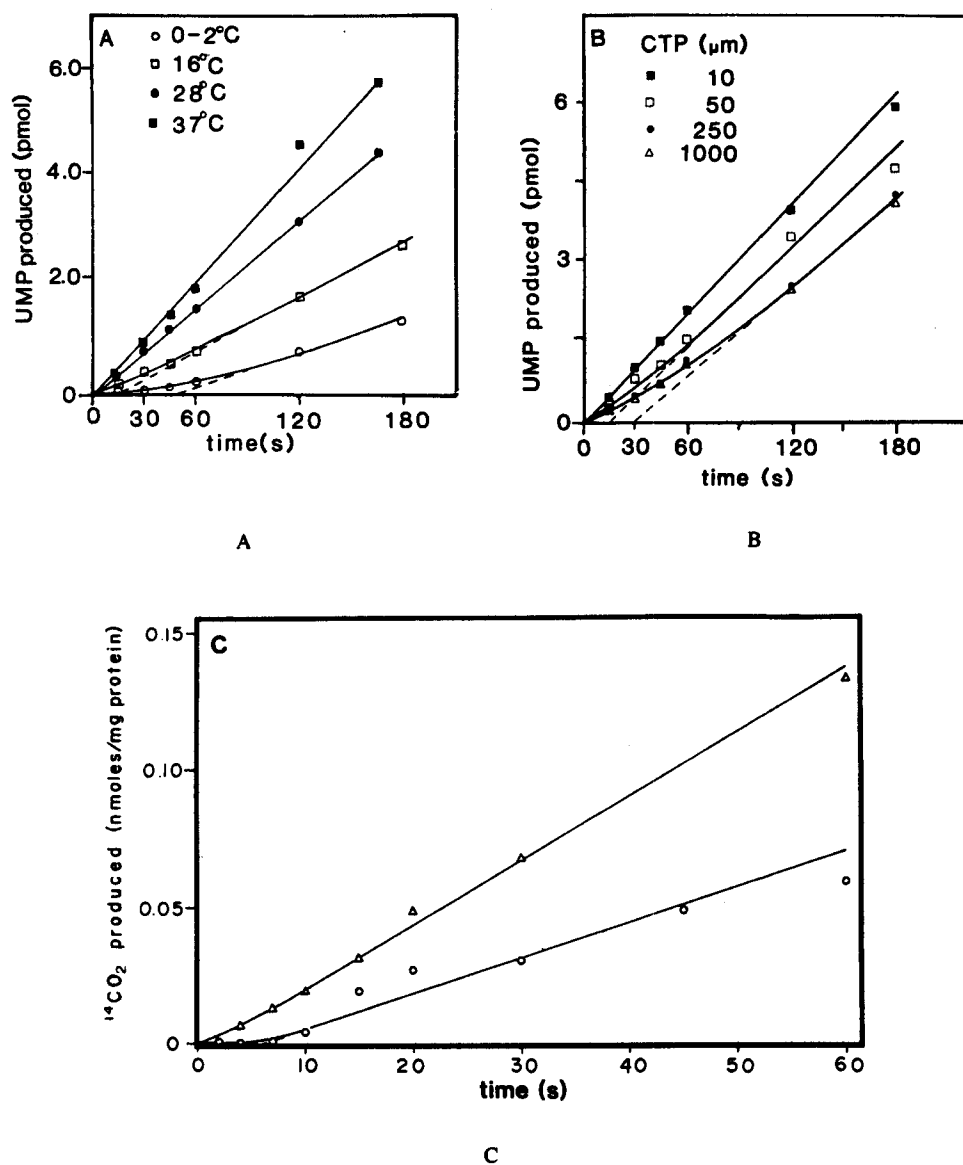 A
○ 0-2°C
□ 16°C
● 28°C
■ 37°C
UMP produced (pmol)
6.0
4.0
2.0
0
0 30 60 120 180
time(s)
A
B
CTP (μm)
■ 10
□ 50
● 250
△ 1000
UMP produced (pmol)
6
3
0
0 30 60 120 180
time (s)
B
C
¹⁴CO₂ produced (nmoles/mg protein)
0.15
0.10
0.05
0
0 10 20 30 40 50 60
time (s)
C